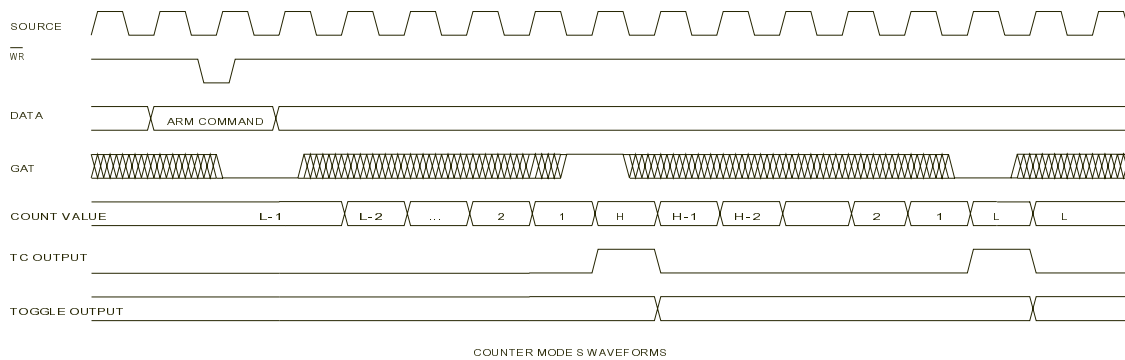 SOURCE
WR
DATA
ARM COMMAND
GAT
COUNT VALUE L-1 L-2 ... 2 1 H H-1 H-2 2 1 L L
TC OUTPUT
TOGGLE OUTPUT
COUNTER MODE S WAVEFORMS